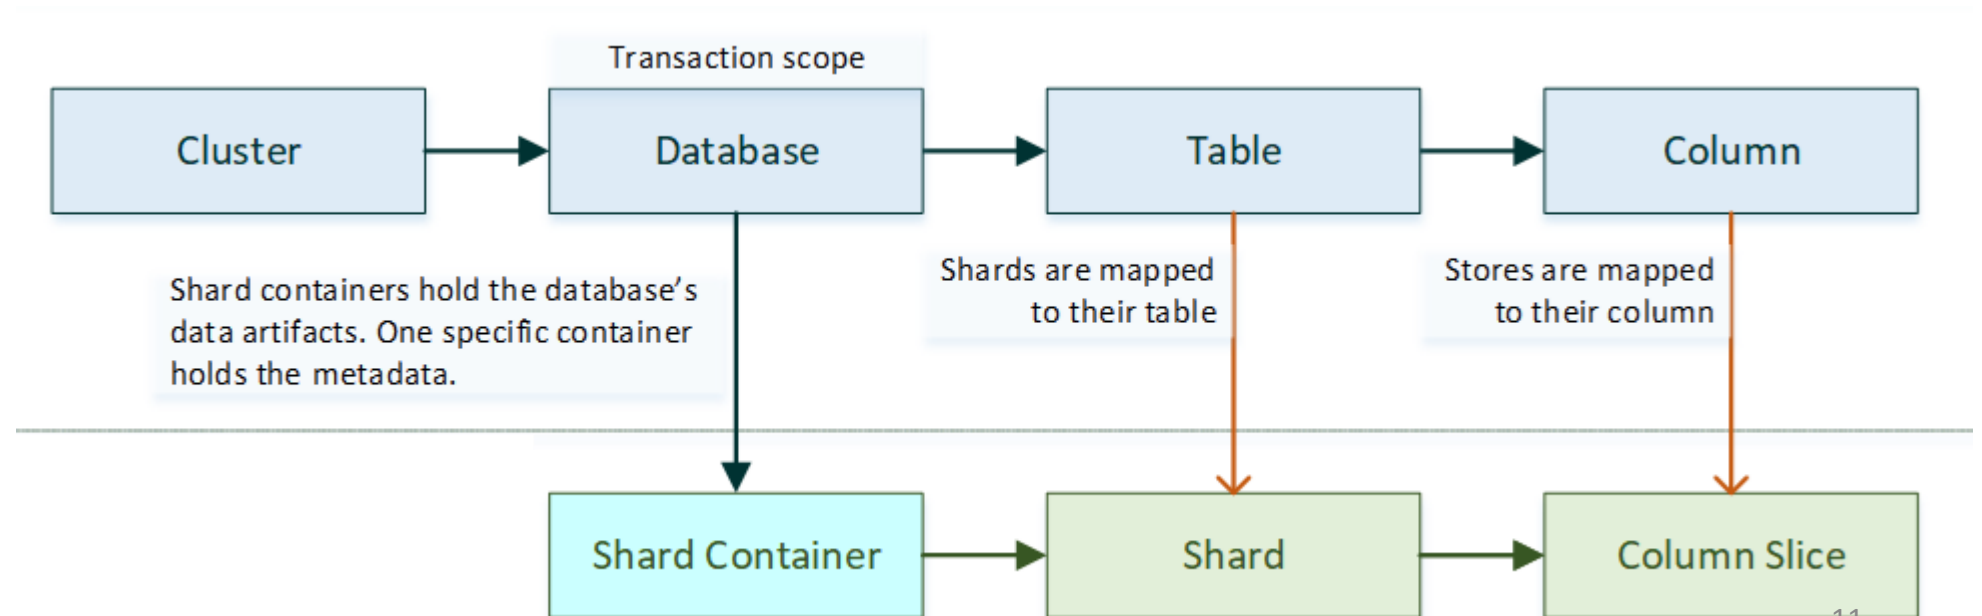 Transaction scope
Cluster
Database
Table
Column
Shard containers hold the database’s
data artifacts. One specific container
holds the metadata.
Shards are mapped
to their table
Stores are mapped
to their column
Shard Container
Shard
Column Slice